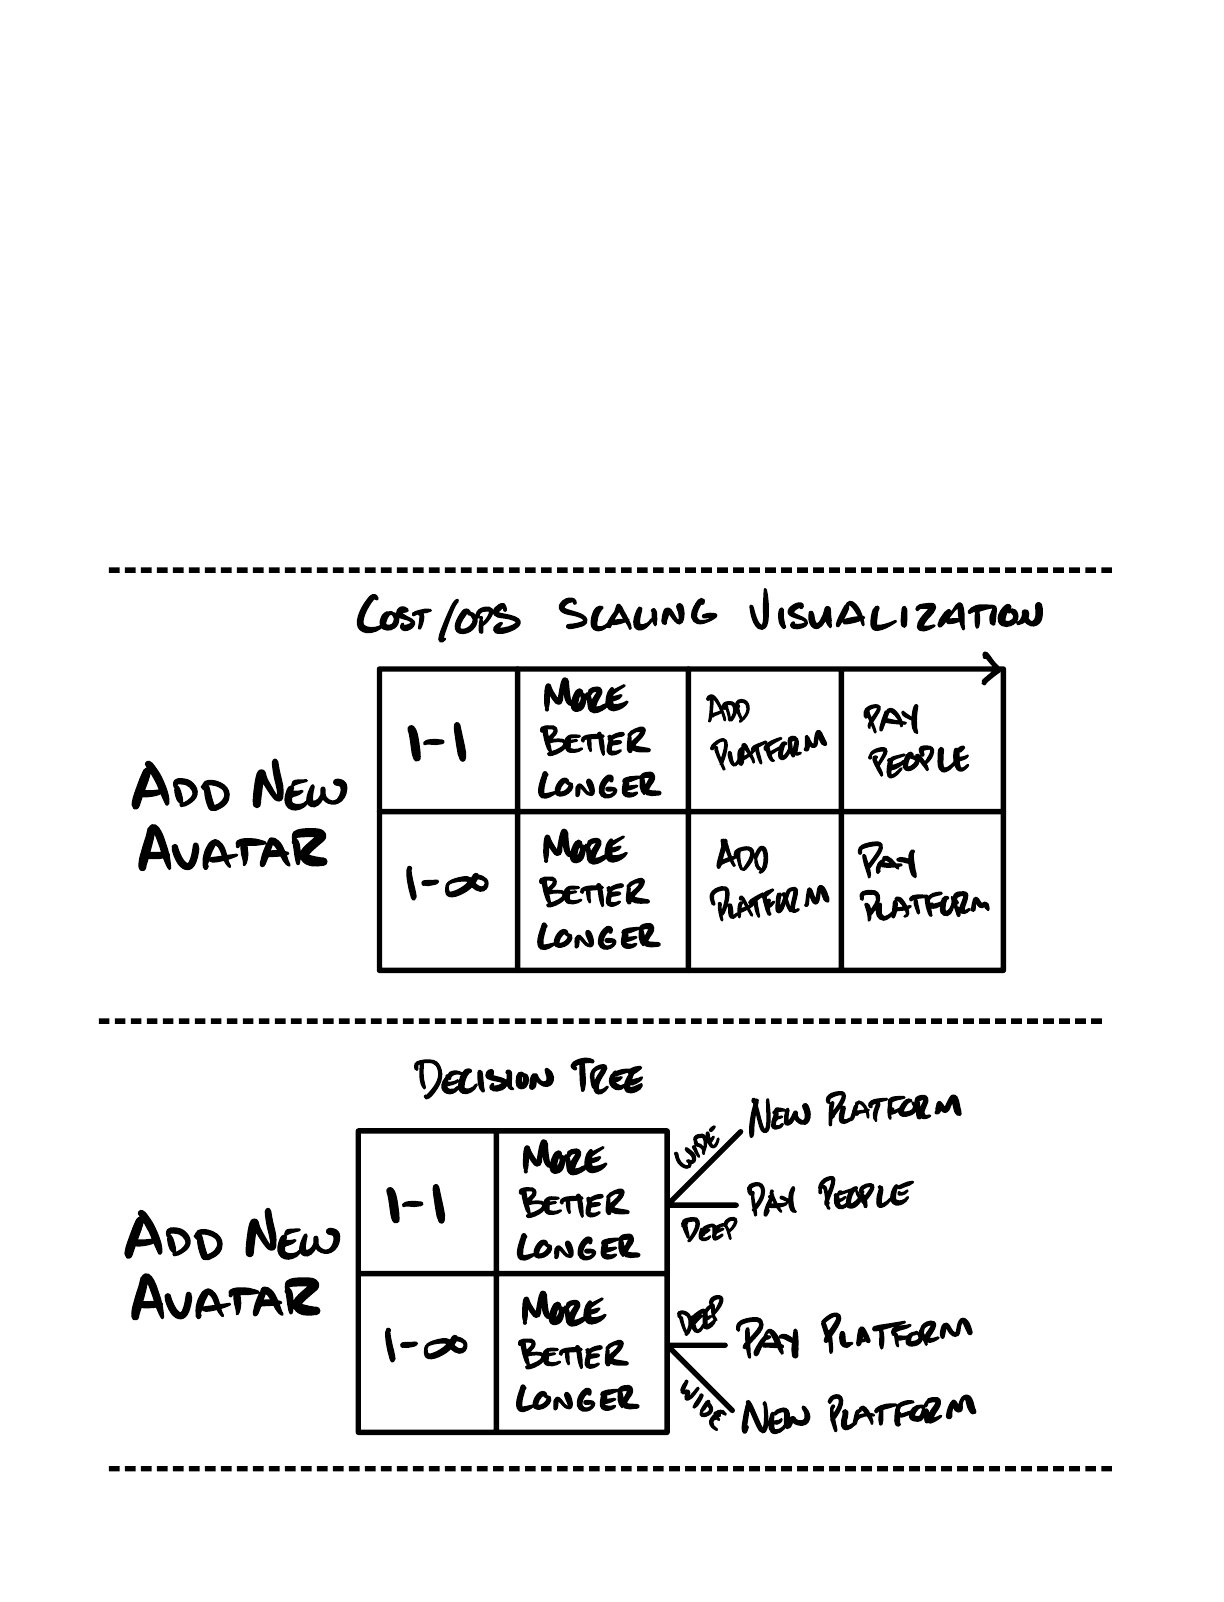 COST/OPS SCALING VISUALIZATION
ADD NEW
AVATAR
1-1
MORE
BETTER
LONGER
ADD
PLATFORM
PAY
PEOPLE
1-∞
MORE
BETTER
LONGER
ADD
PLATFORM
PAY
PLATFORM
DECISION TREE
ADD NEW
AVATAR
1-1
MORE
BETTER
LONGER
WIDE
NEW PLATFORM
DEEP
PAY PEOPLE
1-∞
MORE
BETTER
LONGER
DEEP
PAY PLATFORM
WIDE
NEW PLATFORM